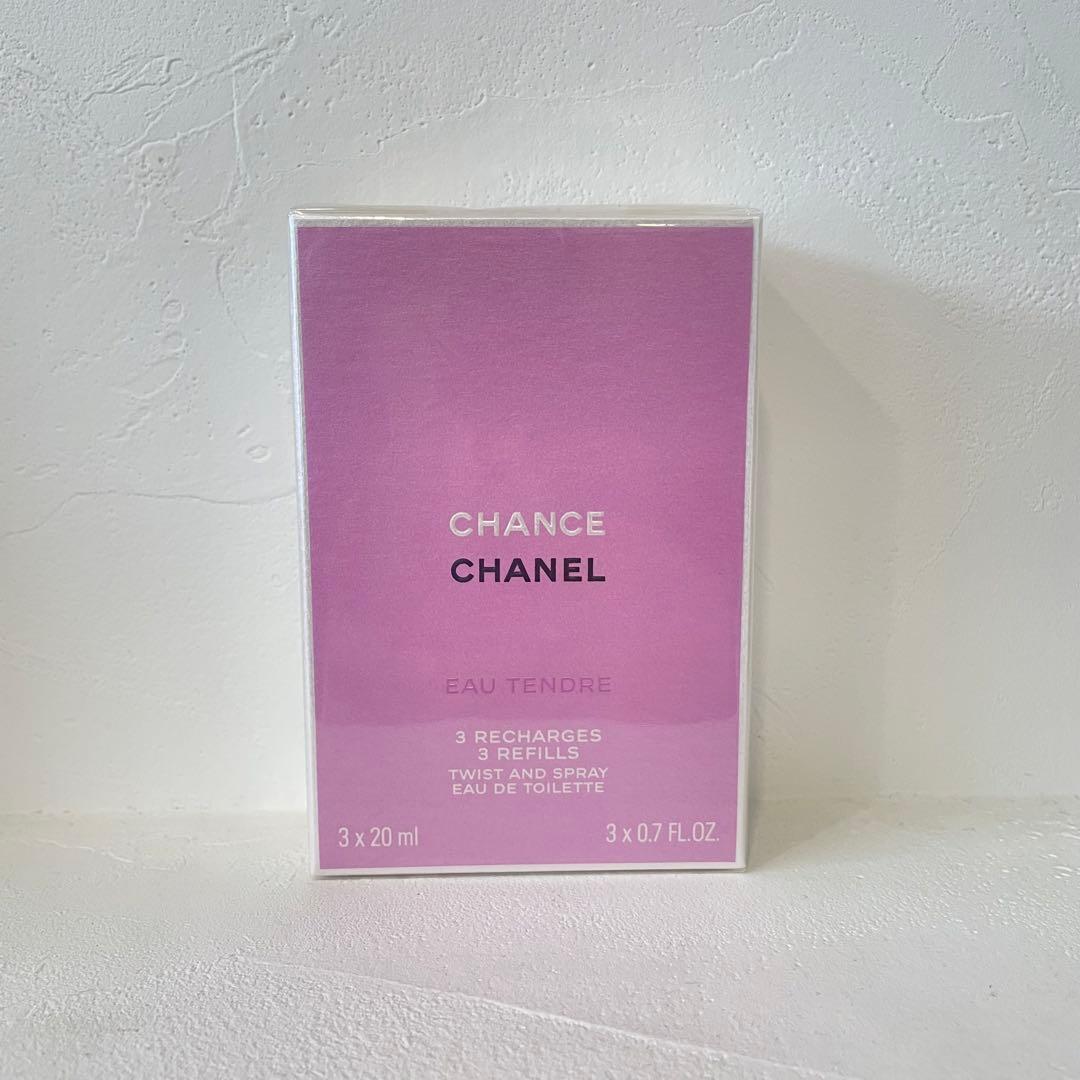 CHANCE
CHANEL
EAU TENDRE
3 RECHARGES
3 REFILLS
TWIST AND SPRAY
EAU DE TOILETTE
3 x 20 ml
3 x 0.7 FL.OZ.